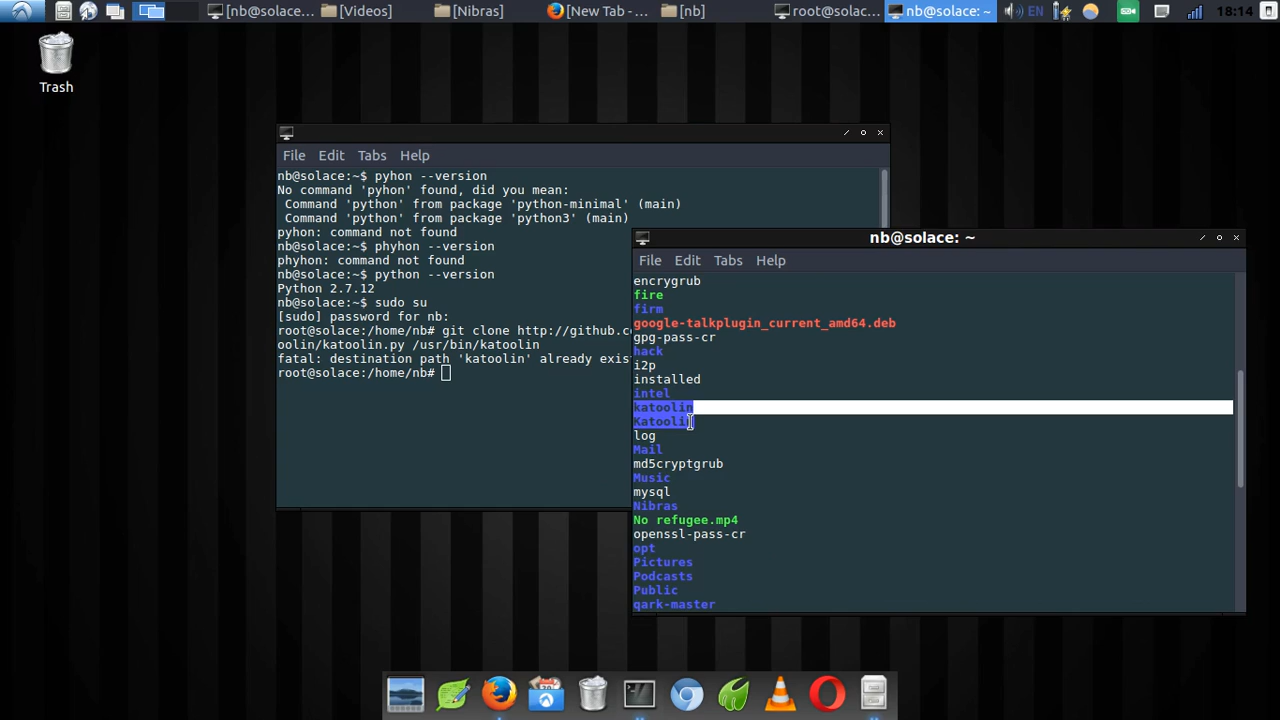 [nb@solace:...
[Videos]
[Nibras]
[New Tab - ...
[nb]
root@solac...
nb@solace: ~
EN
18:14
Trash
File Edit Tabs Help
nb@solace:~$ pyhon --version
No command 'pyhon' found, did you mean:
Command 'python' from package 'python-minimal' (main)
Command 'python' from package 'python3' (main)
pyhon: command not found
nb@solace:~$ phyhon --version
phyhon: command not found
nb@solace:~$ python --version
Python 2.7.12
nb@solace:~$ sudo su
[sudo] password for nb:
root@solace:/home/nb# git clone http://github.c
oolin/katoolin.py /usr/bin/katoolin
fatal: destination path 'katoolin' already exis
root@solace:/home/nb#
nb@solace: ~
File Edit Tabs Help
encrygrub
fire
firm
google-talkplugin_current_amd64.deb
gpg-pass-cr
hack
i2p
installed
intel
katoolin
Katoolin
log
Mail
md5cryptgrub
Music
mysql
Nibras
No refugee.mp4
openssl-pass-cr
opt
Pictures
Podcasts
Public
qark-master